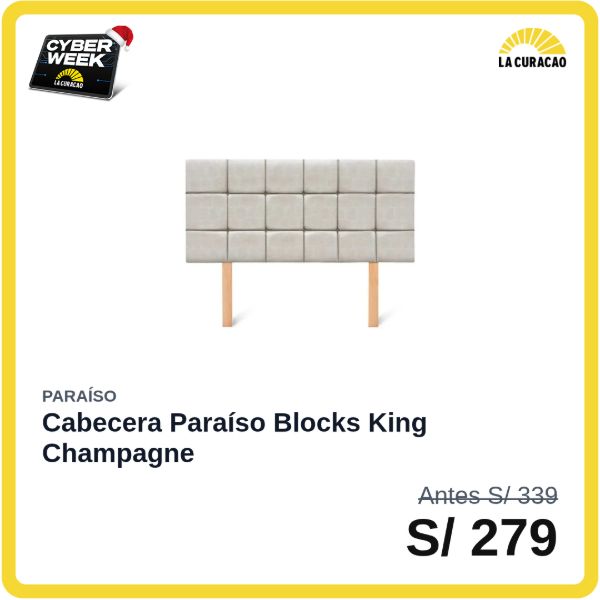 CYBER
WEEK
LA CURACAO
LA CURACAO
PARAÍSO
Cabecera Paraíso Blocks King
Champagne
Antes S/ 339
S/ 279